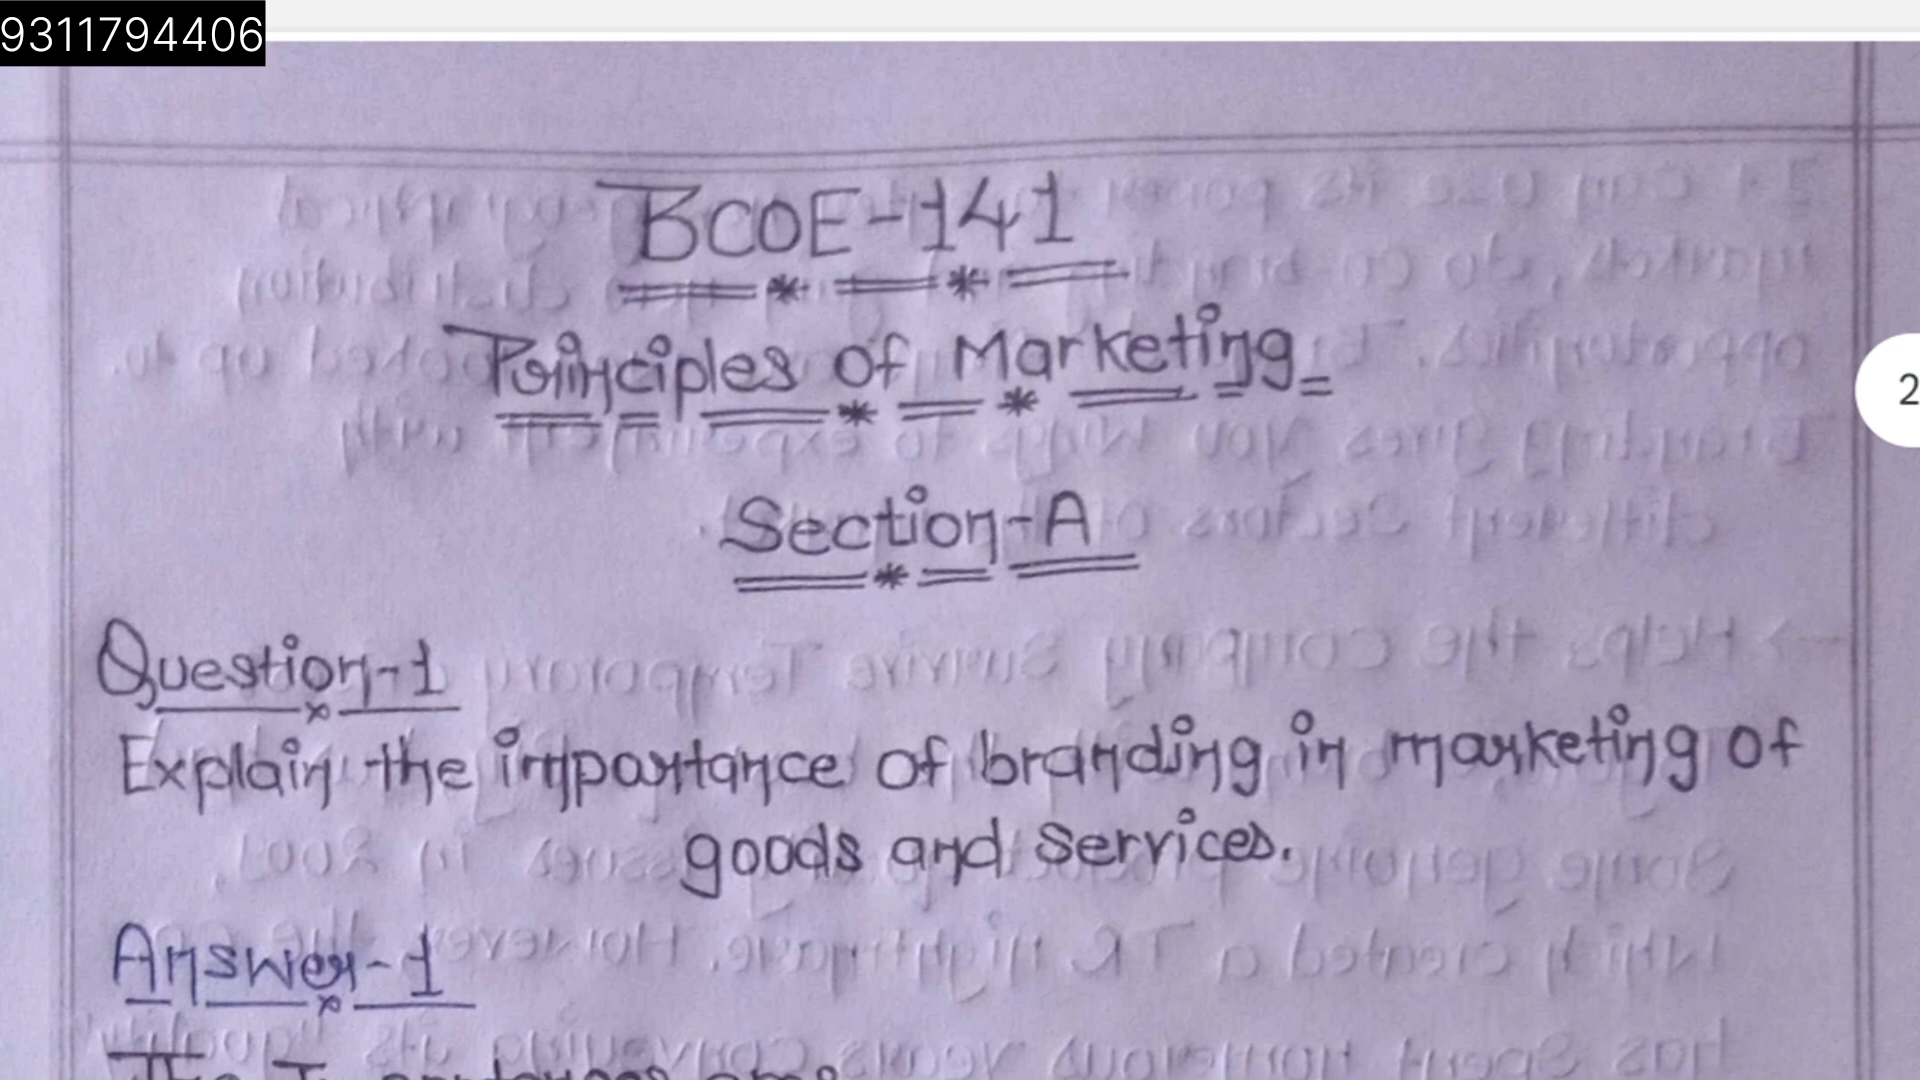 9311794406
BCOE-141
Principles of Marketing
Section-A
2
Question-1
Explain the importance of branding in marketing of
goods and services.
Answer-1